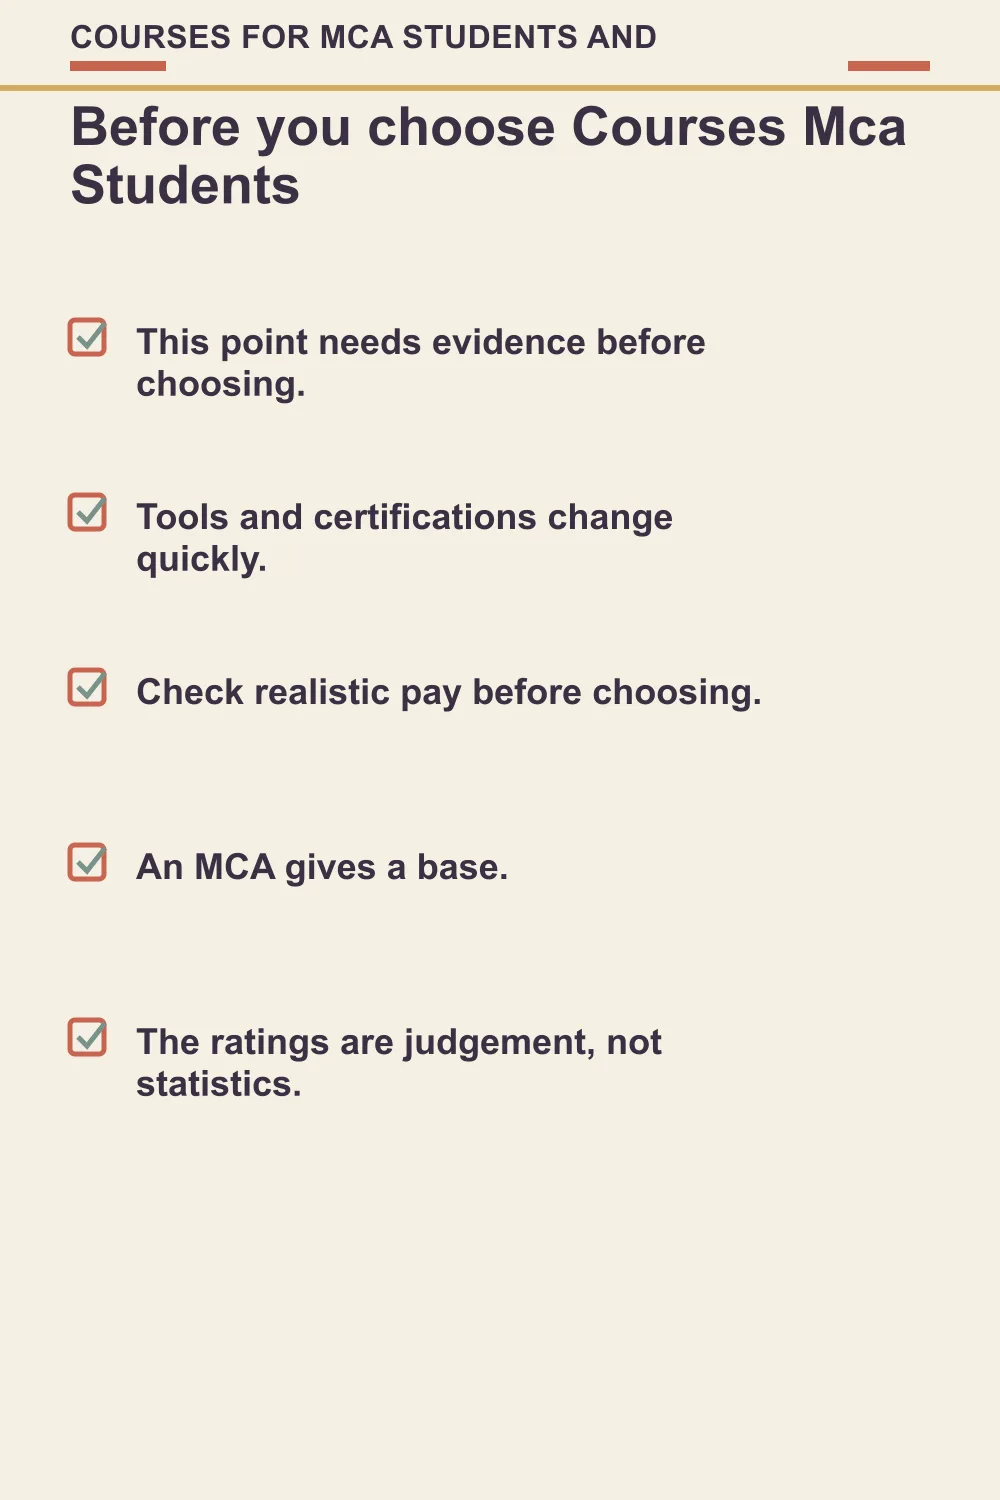 COURSES FOR MCA STUDENTS AND
Before you choose Courses Mca
Students
This point needs evidence before
choosing.
Tools and certifications change
quickly.
Check realistic pay before choosing.
An MCA gives a base.
The ratings are judgement, not
statistics.